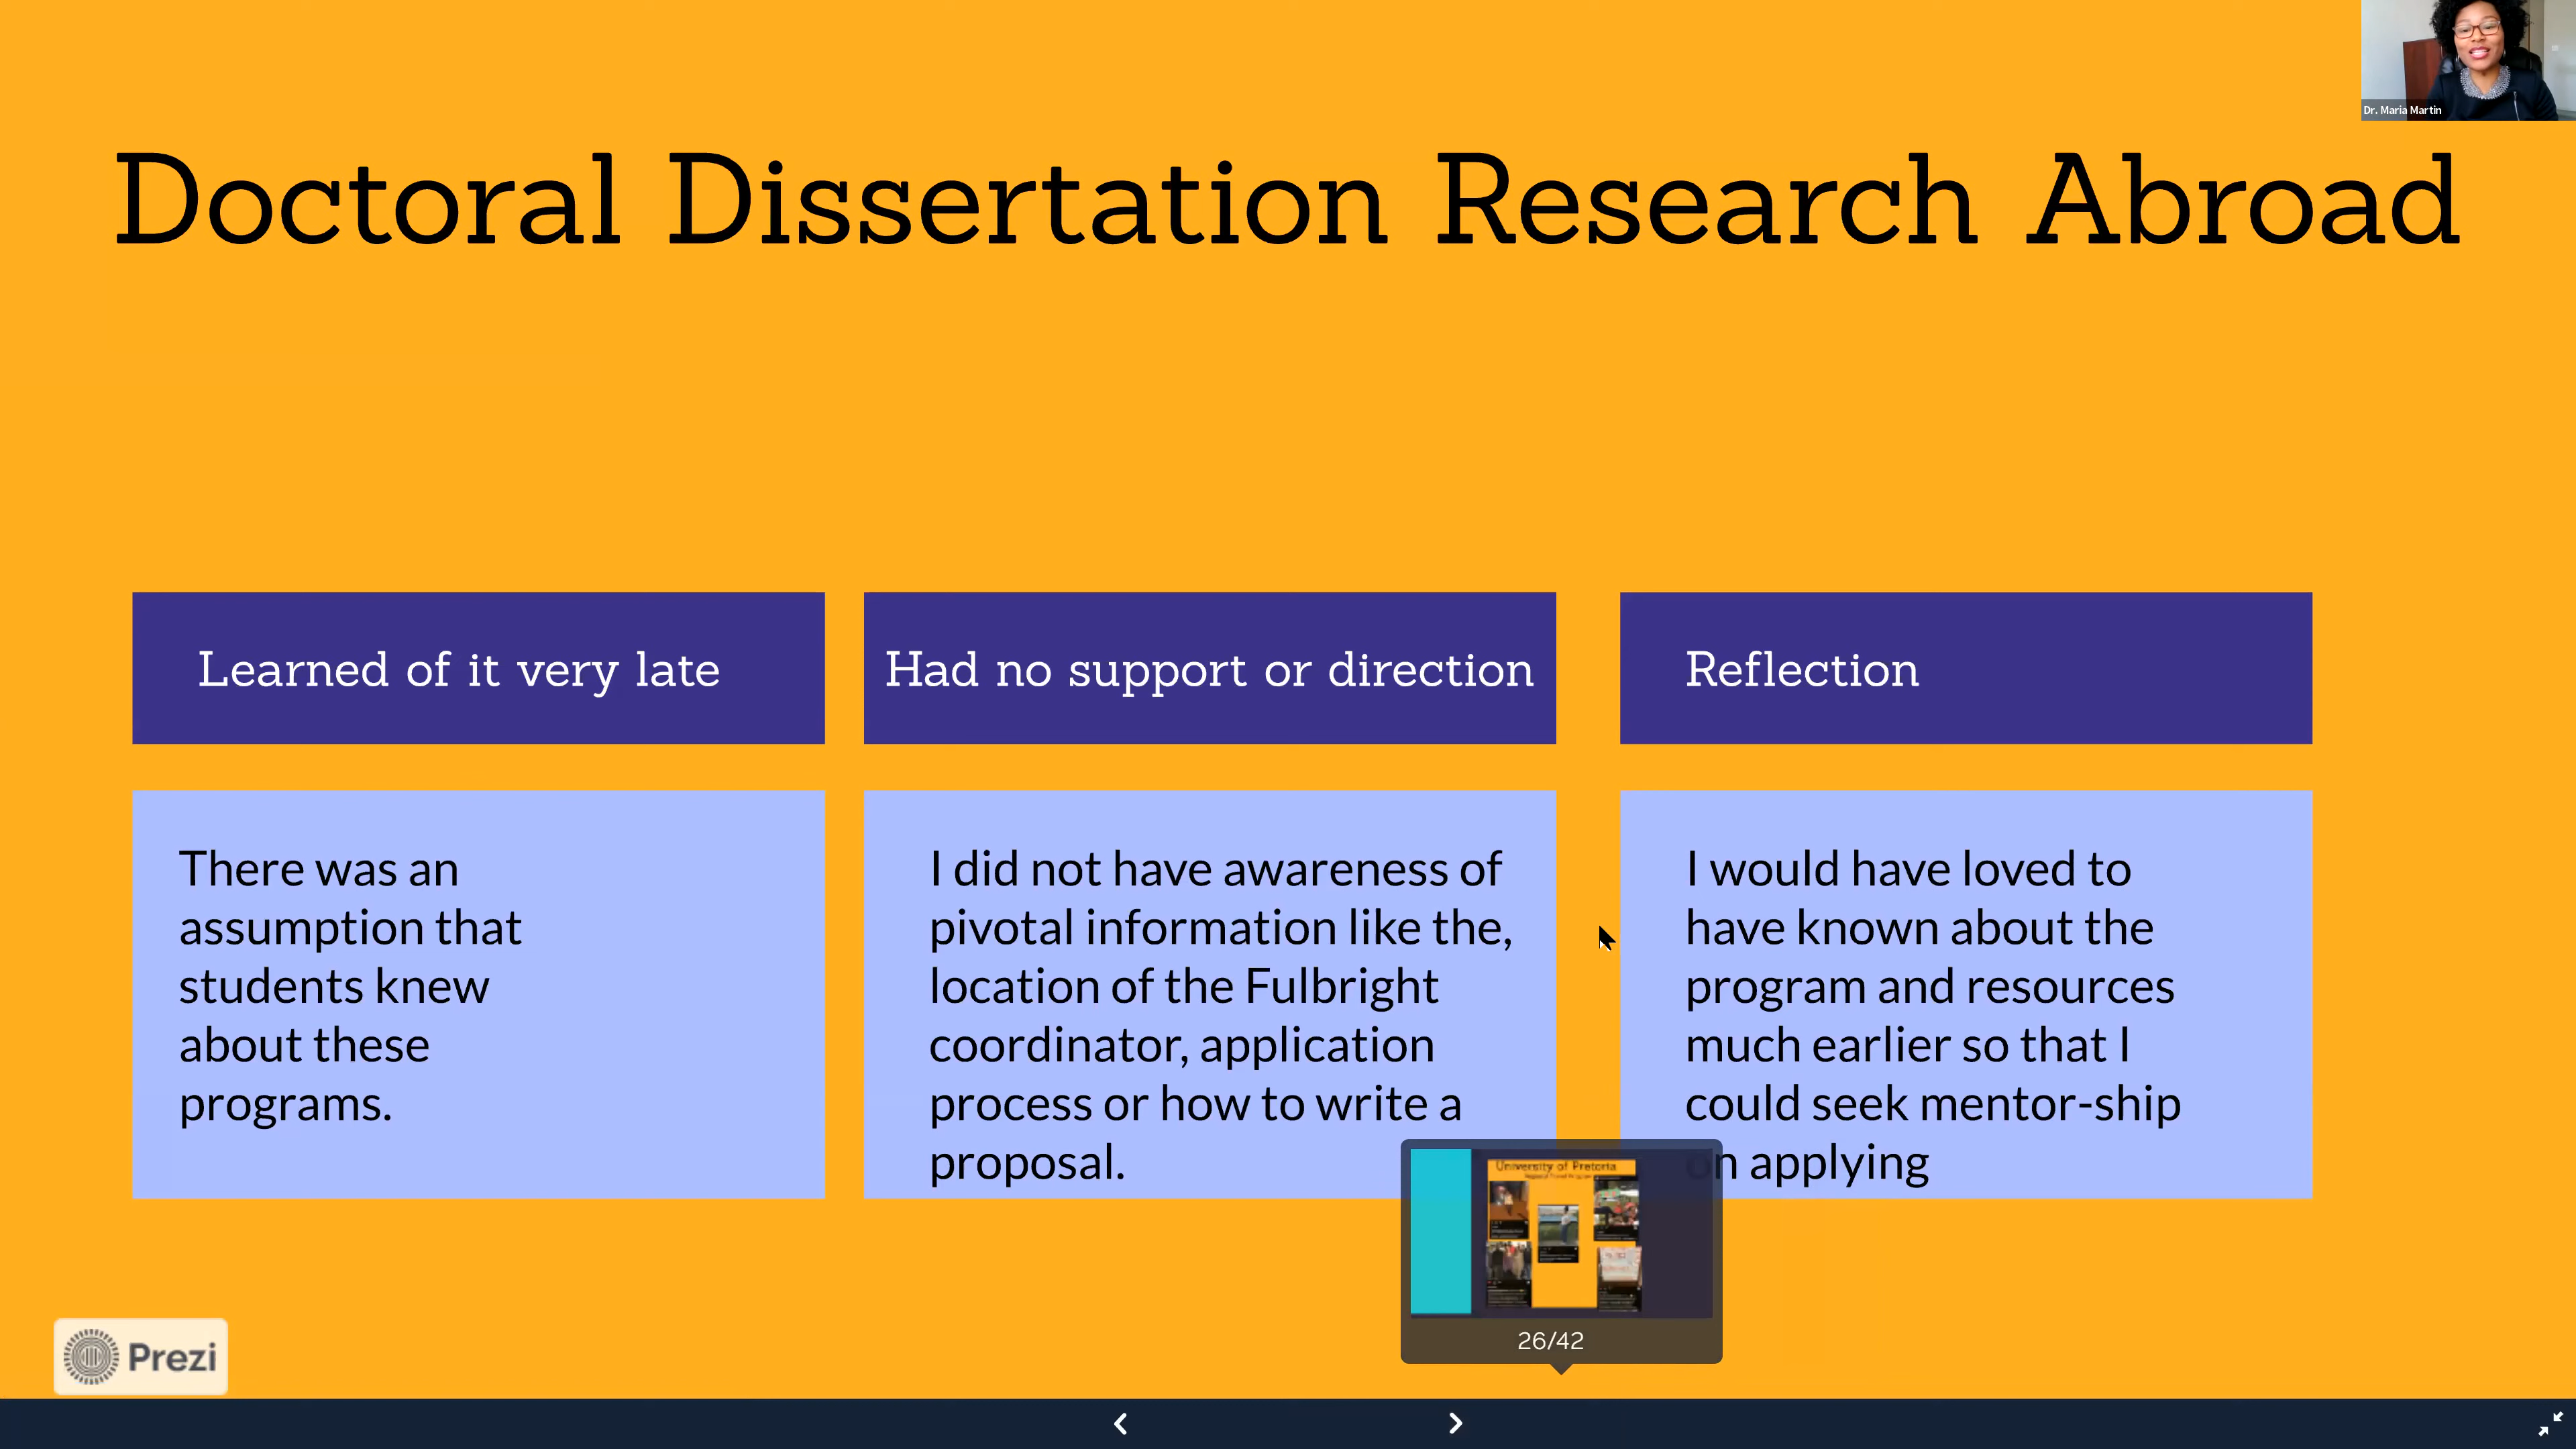 Dr. Maria Martin
Doctoral Dissertation Research Abroad
Learned of it very late
Had no support or direction
Reflection
There was an
assumption that
students knew
about these
programs.
I did not have awareness of
pivotal information like the,
location of the Fulbright
coordinator, application
process or how to write a
proposal.
I would have loved to
have known about the
program and resources
much earlier so that I
could seek mentor-ship
on applying
University of Pretoria
26/42
Prezi